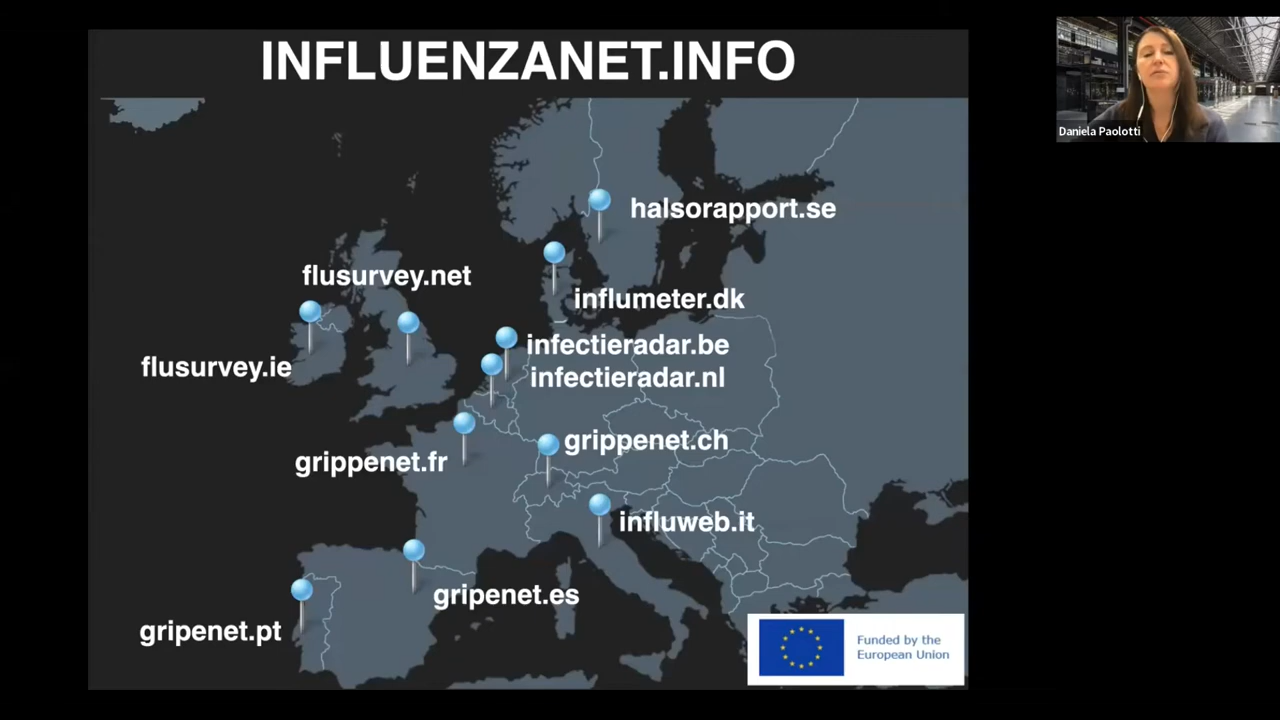 INFLUENZANET.INFO
Daniela Paolotti
halsorapport.se
flusurvey.net
influmeter.dk
infectieradar.be
flusurvey.ie
infectieradar.nl
grippenet.ch
grippenet.fr
influweb.it
gripenet.es
gripenet.pt
Funded by the
European Union